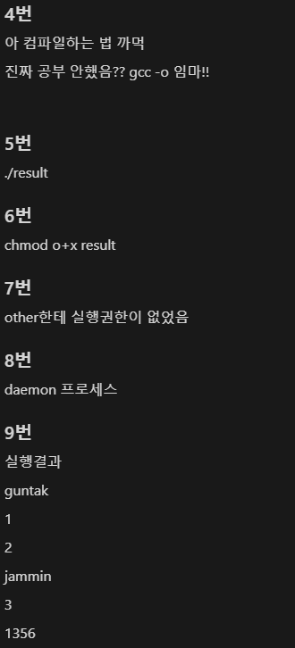 4번
아 컴파일하는 법 까먹
진짜 공부 안했음?? gcc -o 임마!!
5번
./result
6번
chmod o+x result
7번
other한테 실행권한이 없었음
8번
daemon 프로세스
9번
실행결과
guntak
1
2
jammin
3
1356